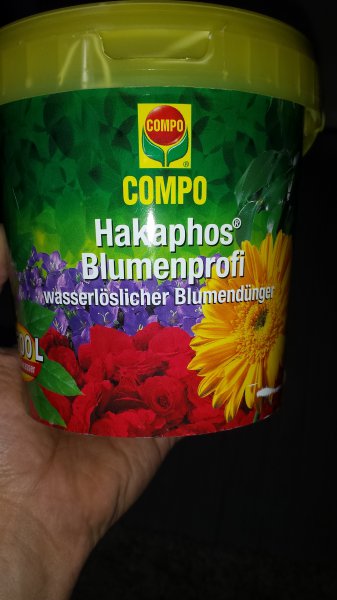 COMPO
®
COMPO
Hakaphos®
Blumenprofi
wasserlöslicher Blumendünger